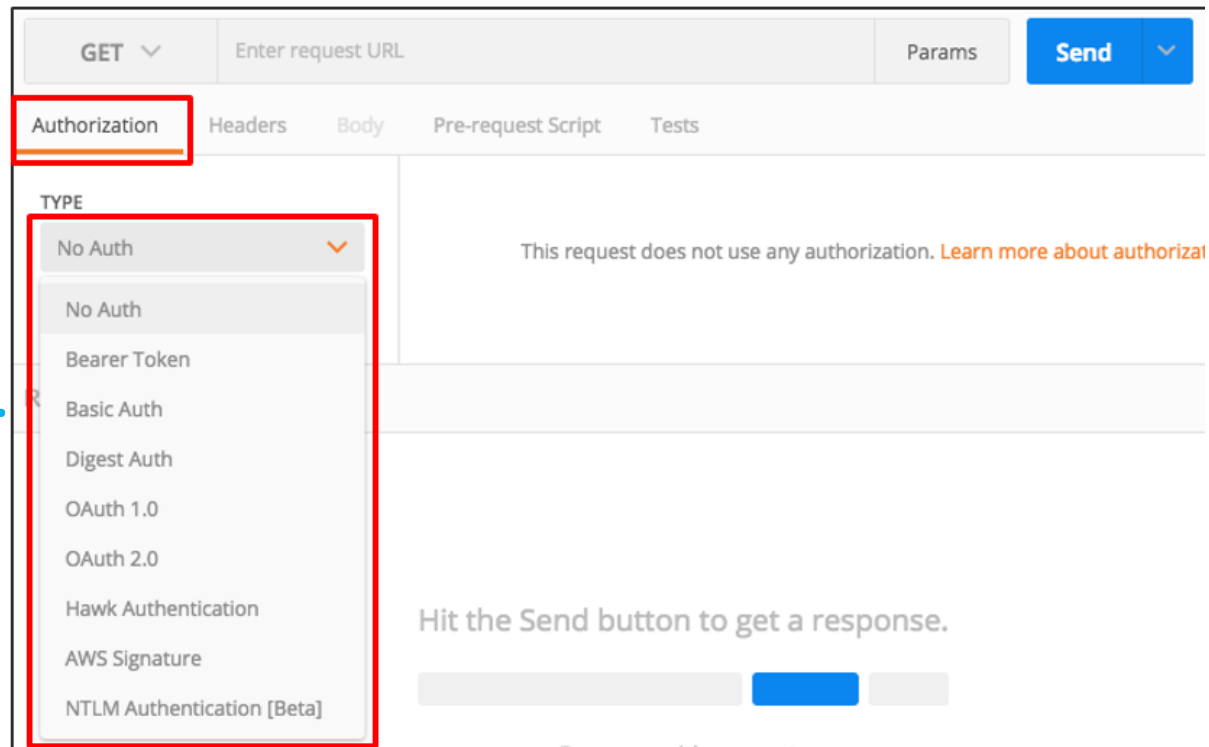 GET
Enter request URL
Params
Send
Authorization
Headers
Body
Pre-request Script
Tests
TYPE
No Auth
This request does not use any authorization. Learn more about authorizat
No Auth
Bearer Token
Basic Auth
Digest Auth
OAuth 1.0
OAuth 2.0
Hawk Authentication
AWS Signature
NTLM Authentication [Beta]
Hit the Send button to get a response.